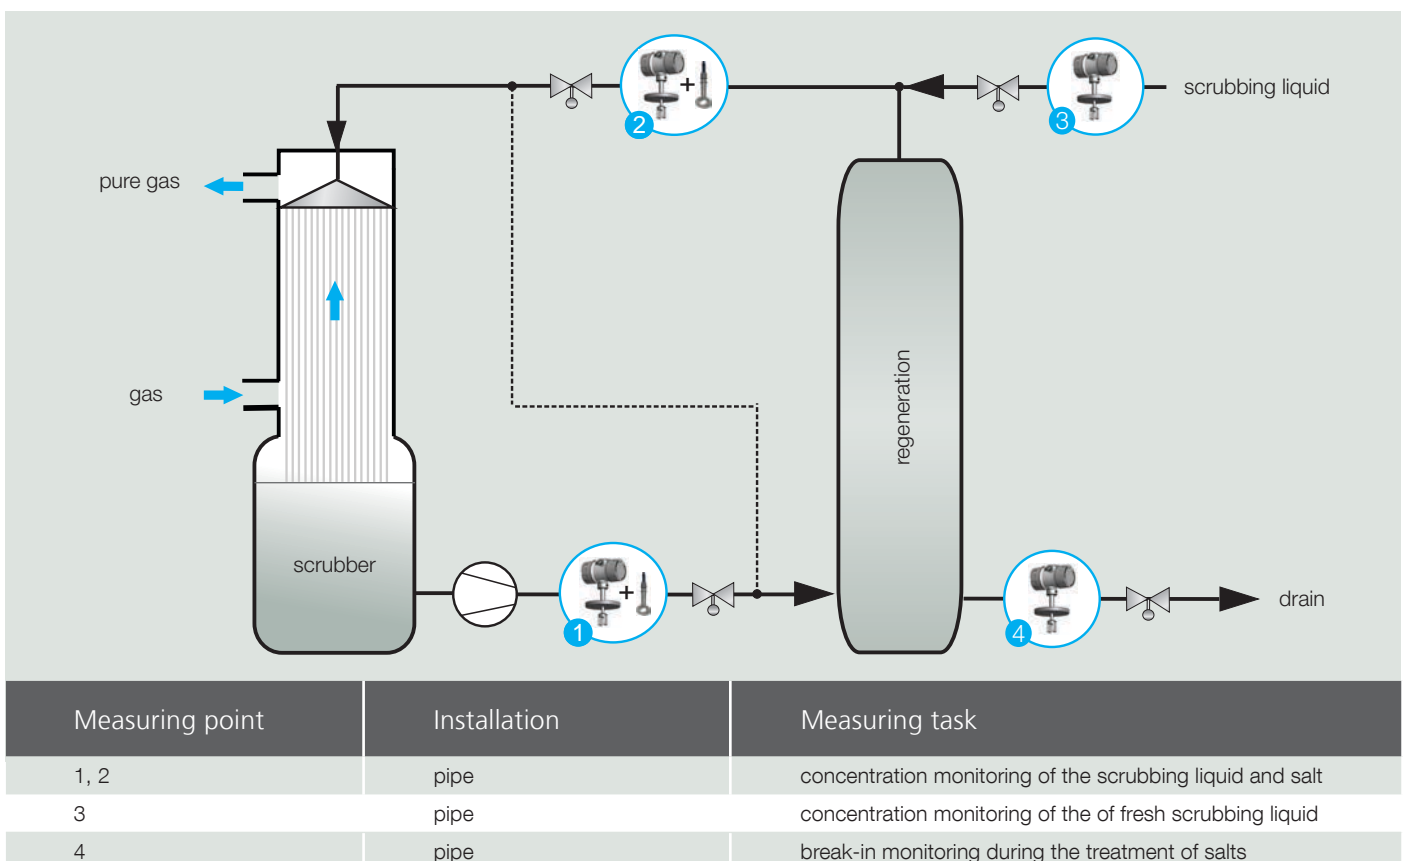 2
3
scrubbing liquid
pure gas
gas
regeneration
scrubber
1
4
drain
Measuring point Installation Measuring task
1, 2 pipe concentration monitoring of the scrubbing liquid and salt
3 pipe concentration monitoring of the of fresh scrubbing liquid
4 pipe break-in monitoring during the treatment of salts